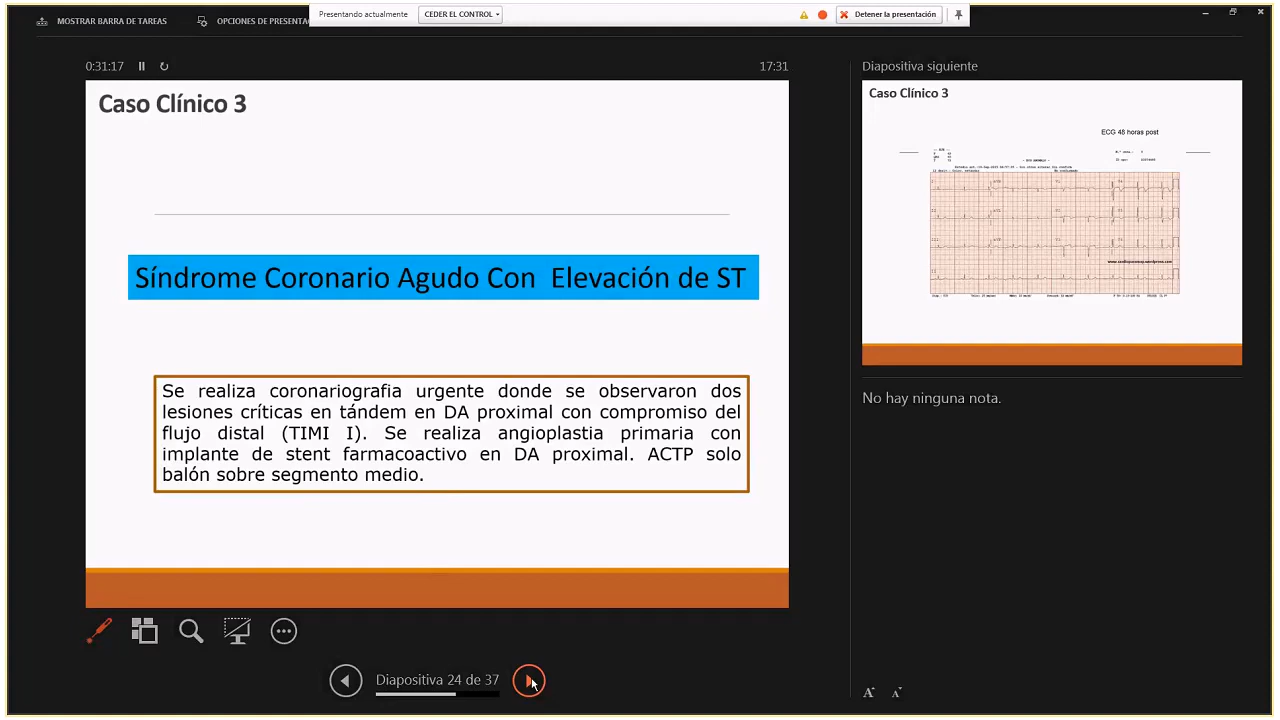 MOSTRAR BARRA DE TAREAS
OPCIONES DE PRESENTA
Presentando actualmente
CEDER EL CONTROL
Detener la presentación
0:31:17
17:31
Caso Clínico 3
Síndrome Coronario Agudo Con Elevación de ST
Se realiza coronariografia urgente donde se observaron dos
lesiones críticas en tándem en DA proximal con compromiso del
flujo distal (TIMI I). Se realiza angioplastia primaria con
implante de stent farmacoactivo en DA proximal. ACTP solo
balón sobre segmento medio.
Diapositiva 24 de 37
Diapositiva siguiente
Caso Clínico 3
ECG 48 horas post
No hay ninguna nota.
A A